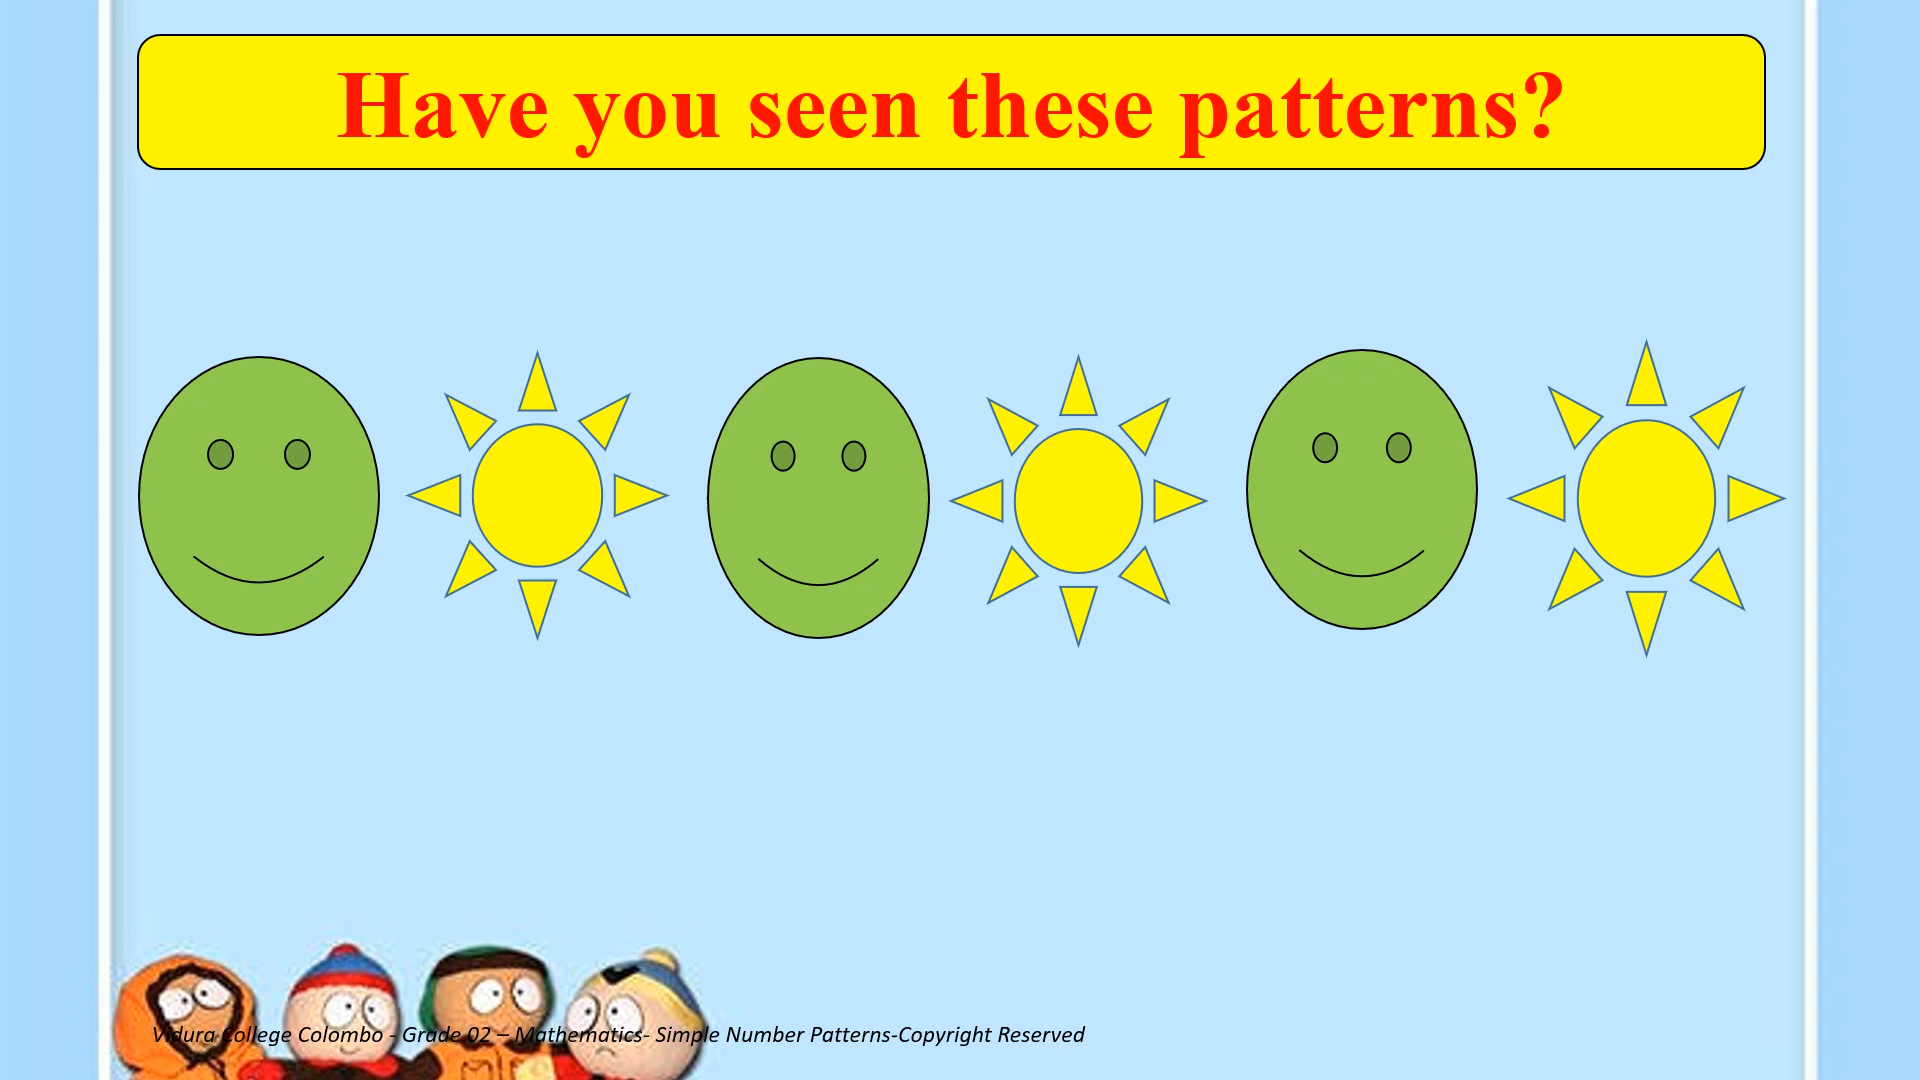 Have you seen these patterns?
Vidura College Colombo - Grade 02 – Mathematics- Simple Number Patterns-Copyright Reserved